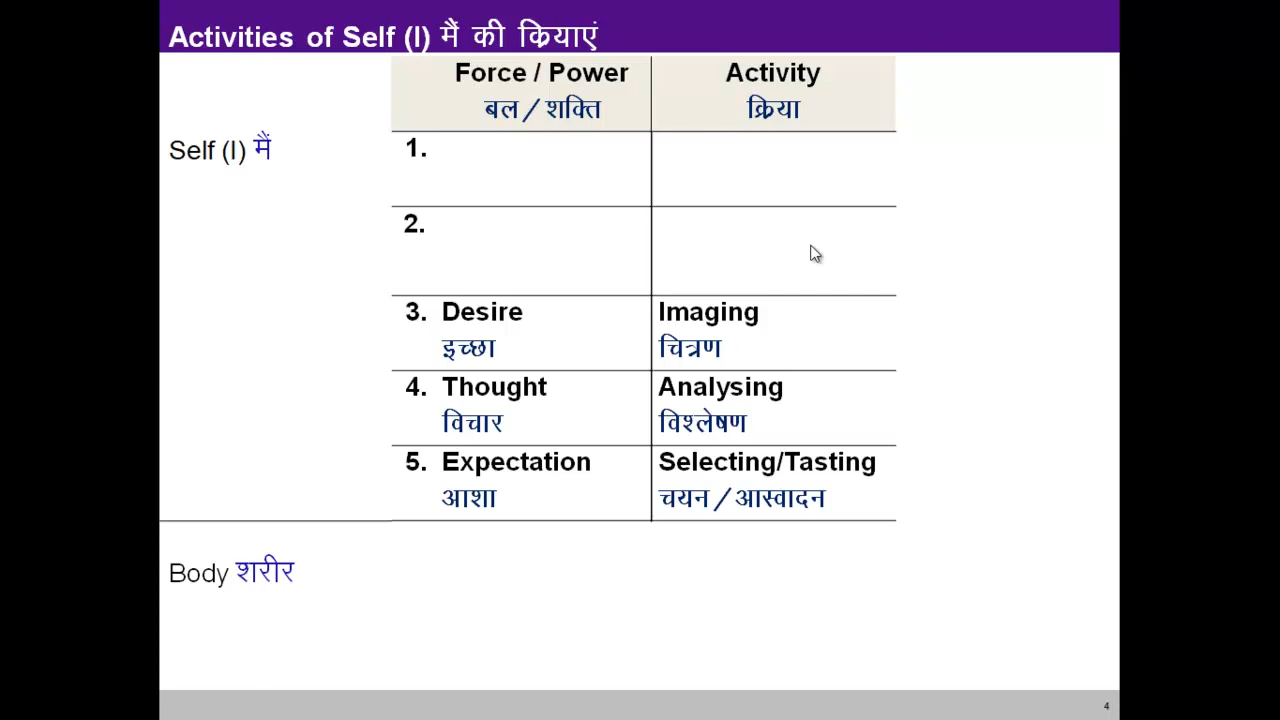 Activities of Self (I) मैं की क्रियाएं
Force / Power Activity
बल / शक्ति क्रिया
Self (I) मैं
1.
2.
3. Desire Imaging
इच्छा चित्रण
4. Thought Analysing
विचार विश्लेषण
5. Expectation Selecting/Tasting
आशा चयन / आस्वादन
Body शरीर
4